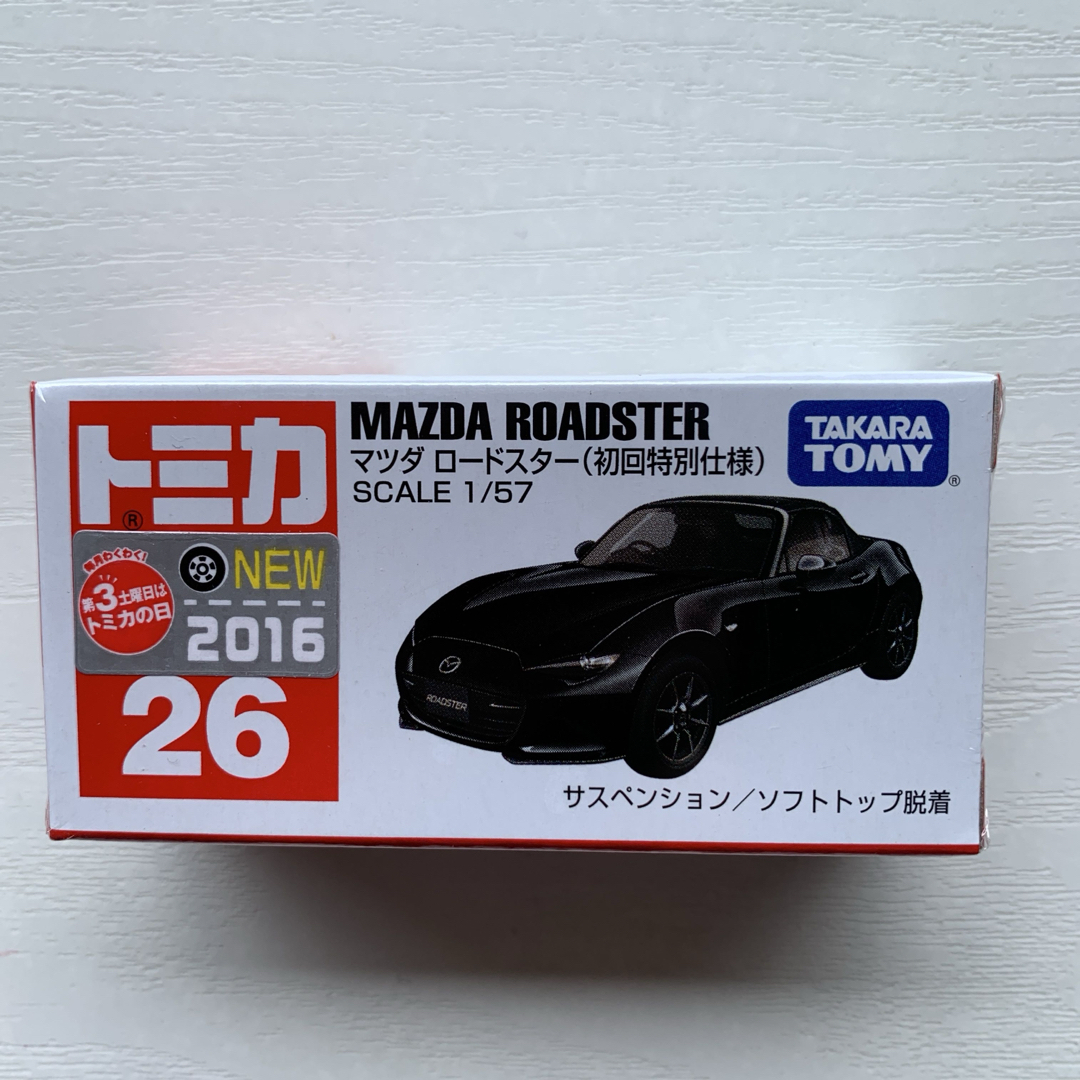 トミカ
®
毎月わくわく!
第3土曜日は
トミカの日
NEW
2016
26
MAZDA ROADSTER
マツダ ロードスター(初回特別仕様)
SCALE 1/57
TAKARA
TOMY
®
ROADSTER
サスペンション/ソフトトップ脱着